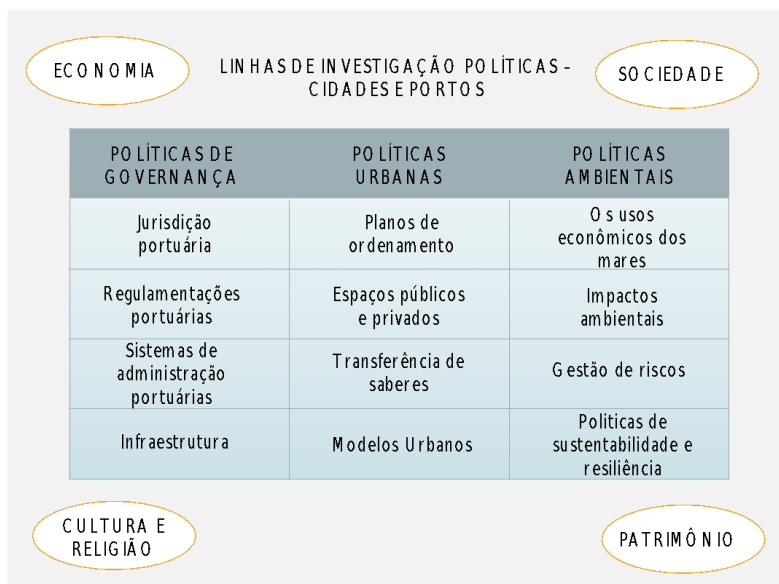 ECONOMIA
LINHAS DE INVESTIGAÇÃO POLÍTICAS –
CIDADES E PORTOS
SOCIEDADE
POLÍTICAS DE
GOVERNANÇA
POLÍTICAS
URBANAS
POLÍTICAS
AMBIENTAIS
Jurisdição
portuária
Planos de
ordenamento
Os usos
econômicos dos
mares
Regulamentações
portuárias
Espaços públicos
e privados
Impactos
ambientais
Sistemas de
administração
portuárias
Transferência de
saberes
Gestão de riscos
Infraestrutura
Modelos Urbanos
Politicas de
sustentabilidade e
resiliência
CULTURA E
RELIGIÃO
PATRIMÔNIO